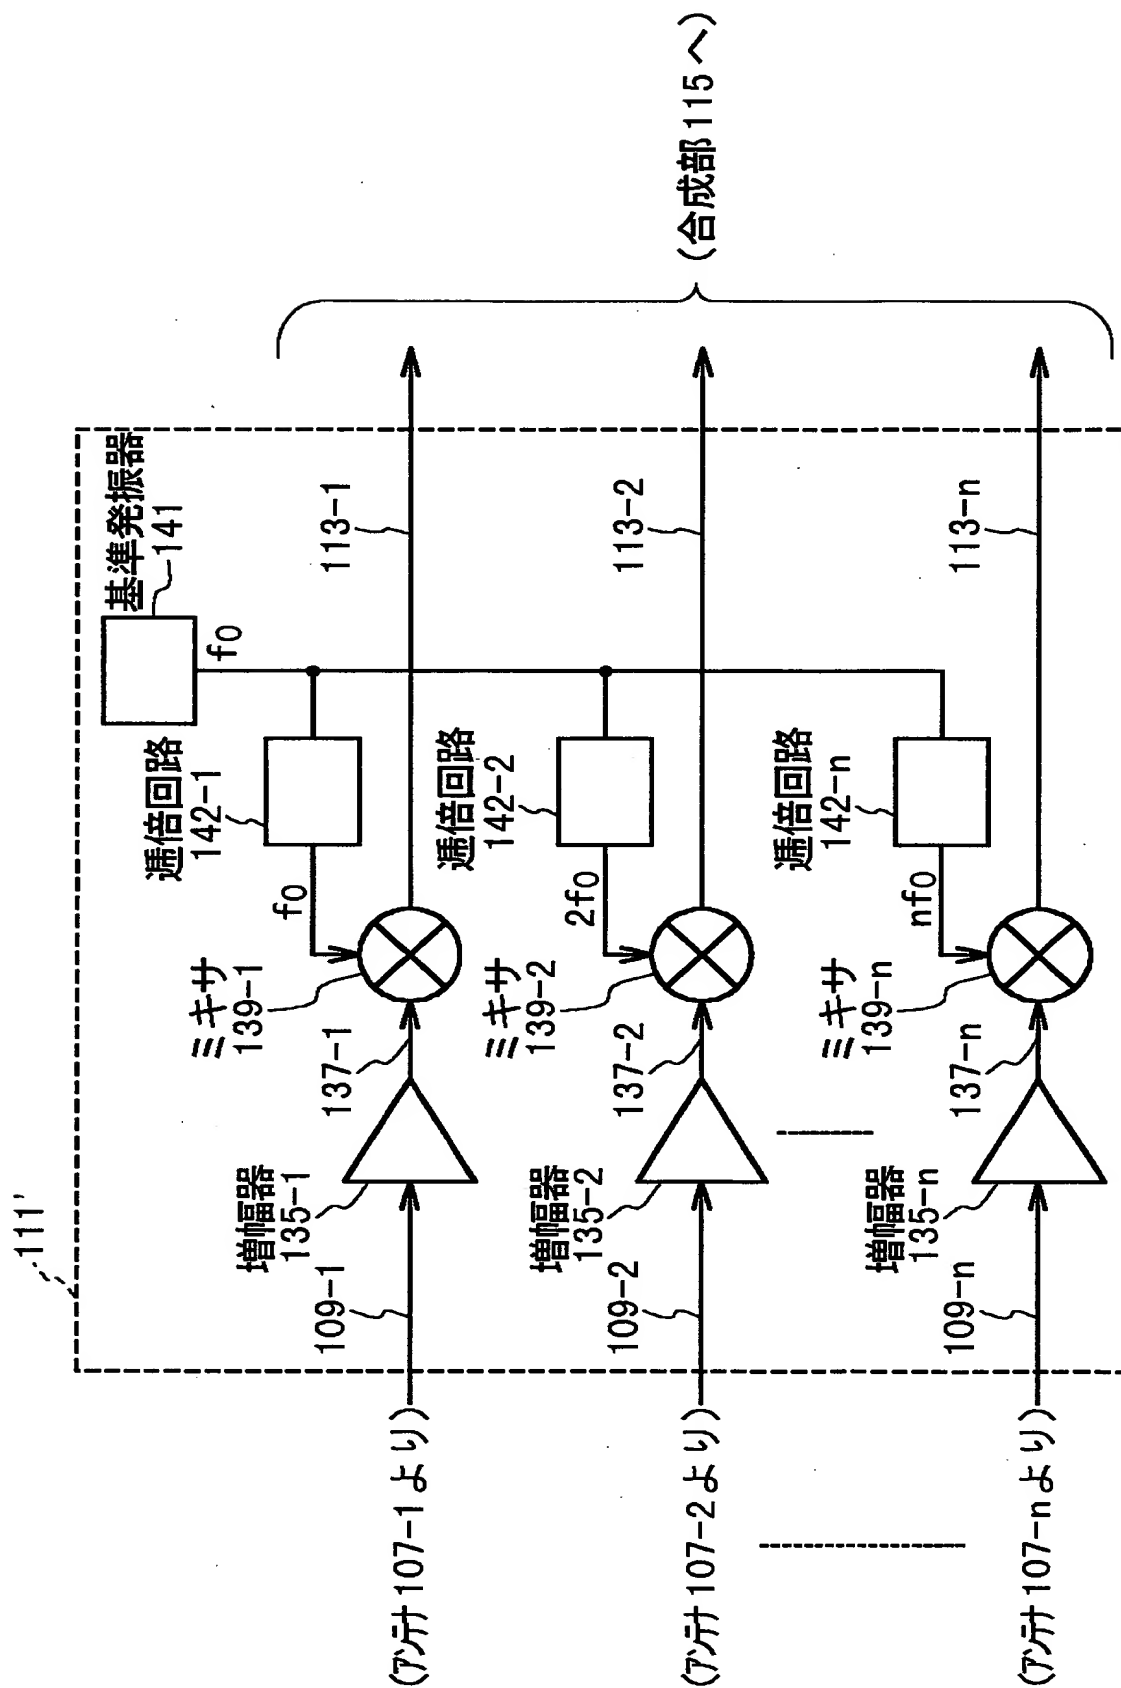 111'
基準発振器
141
f0
逓倍回路
142-1
f0
ミキサ
139-1
137-1
増幅器
135-1
109-1
(アンテナ107-1より)
113-1
逓倍回路
142-2
2f0
ミキサ
139-2
137-2
増幅器
135-2
109-2
(アンテナ107-2より)
113-2
逓倍回路
142-n
nf0
ミキサ
139-n
137-n
増幅器
135-n
109-n
(アンテナ107-nより)
113-n
(合成部115へ)